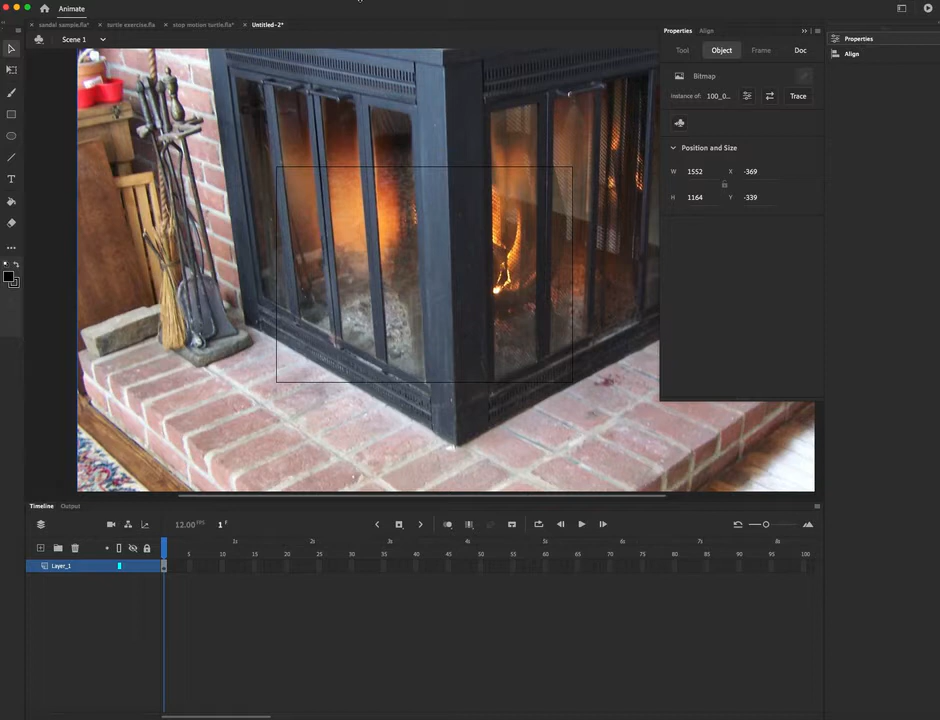 Animate
sandal sample.fla* turtle exercise.fla stop motion turtle.fla* Untitled-2*
Scene 1
Properties Align
Tool Object Frame Doc
Bitmap
Instance of: 100_0... Trace
Position and Size
W 1552 X -369
H 1164 Y -339
Properties
Align
Timeline Output
12.00 FPS 1 F
1s 2s 3s 4s 5s 6s 7s 8s
5 10 15 20 25 30 35 40 45 50 55 60 65 70 75 80 85 90 95 100
Layer_1